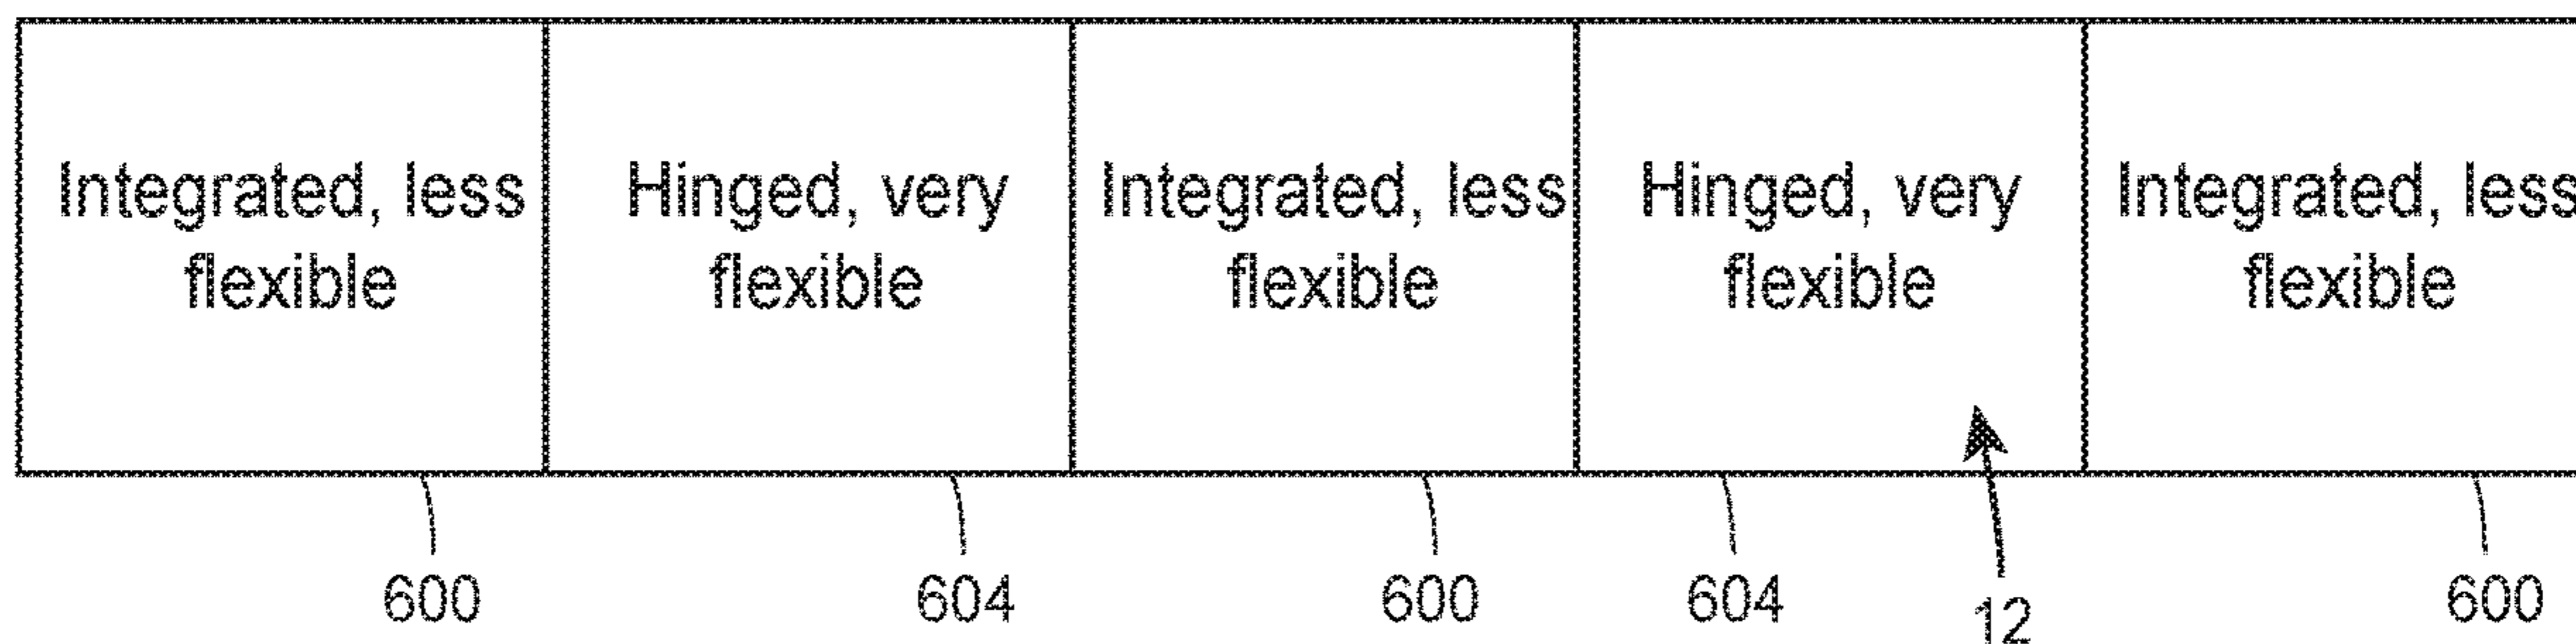 Integrated, less
flexible
Hinged, very
flexible
Integrated, less
flexible
Hinged, very
flexible
Integrated, less
flexible
600
604
600
604
12
600